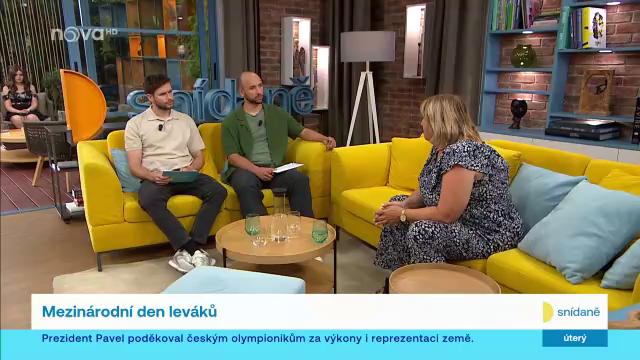 nova HD
snídaně
Mezinárodní den leváků
snídaně
Prezident Pavel poděkoval českým olympionikům za výkony i reprezentaci země.
úterý